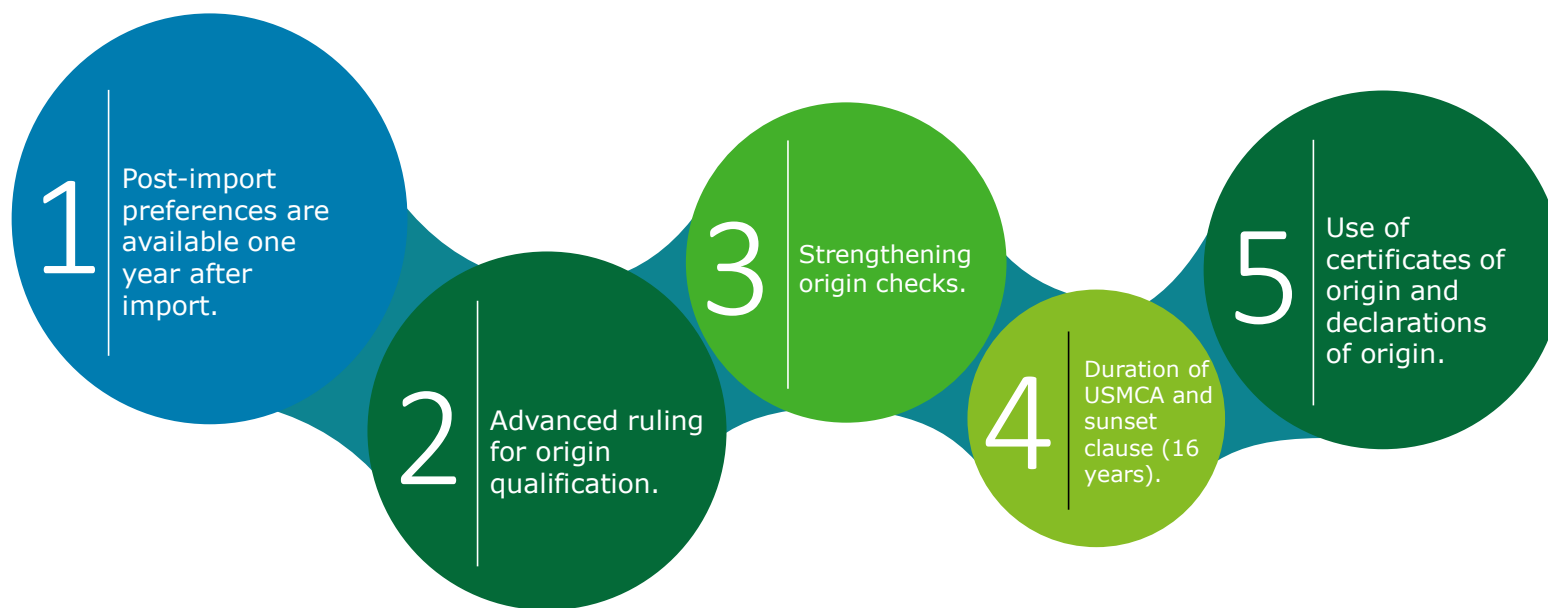 1
Post-import
preferences are
available one
year after
import.
2
Advanced ruling
for origin
qualification.
3
Strengthening
origin checks.
4
Duration of
USMCA and
sunset
clause (16
years).
5
Use of
certificates of
origin and
declarations
of origin.